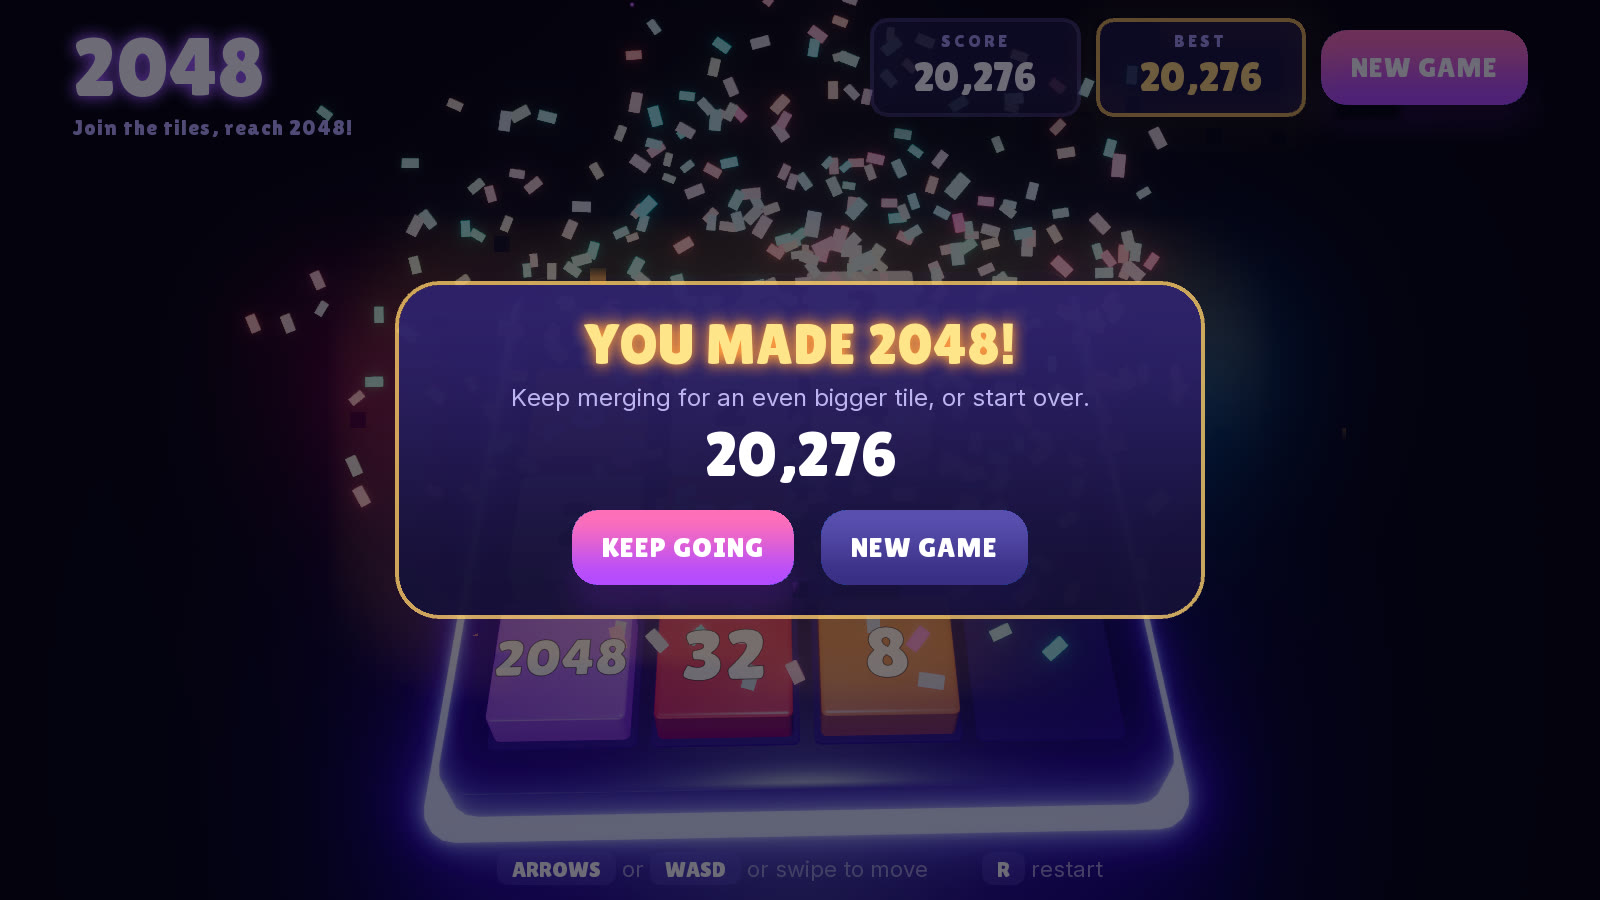 2048
Join the tiles, reach 2048!
SCORE
20,276
BEST
20,276
NEW GAME
YOU MADE 2048!
Keep merging for an even bigger tile, or start over.
20,276
KEEP GOING
NEW GAME
2048
32
8
ARROWS or WASD or swipe to move
R restart